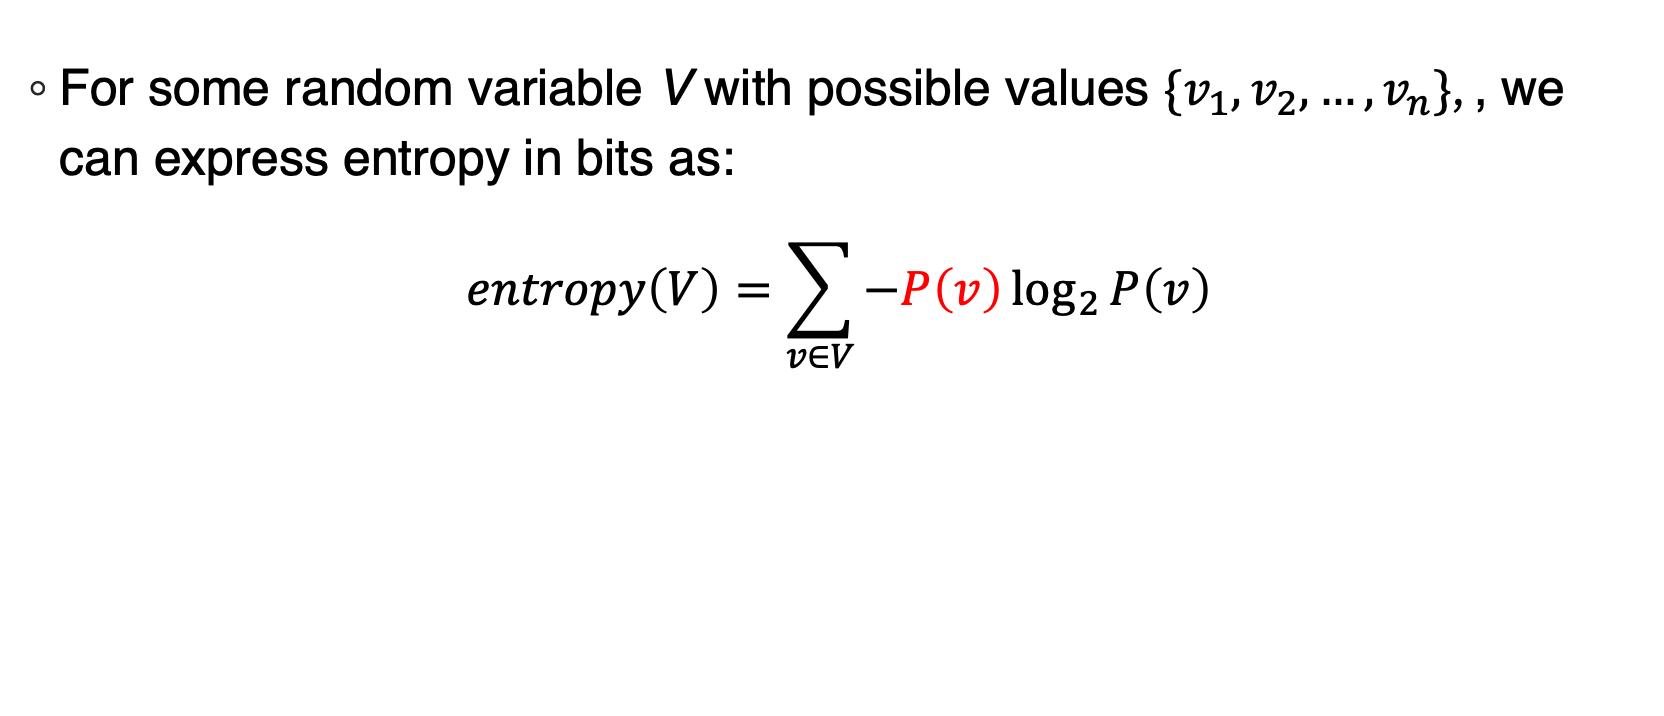 ◦ For some random variable V with possible values {𝑣₁, 𝑣₂, … , 𝑣ₙ}, , we
can express entropy in bits as:
entropy(V) = ∑ −P(v) log₂ P(v)
v∈V